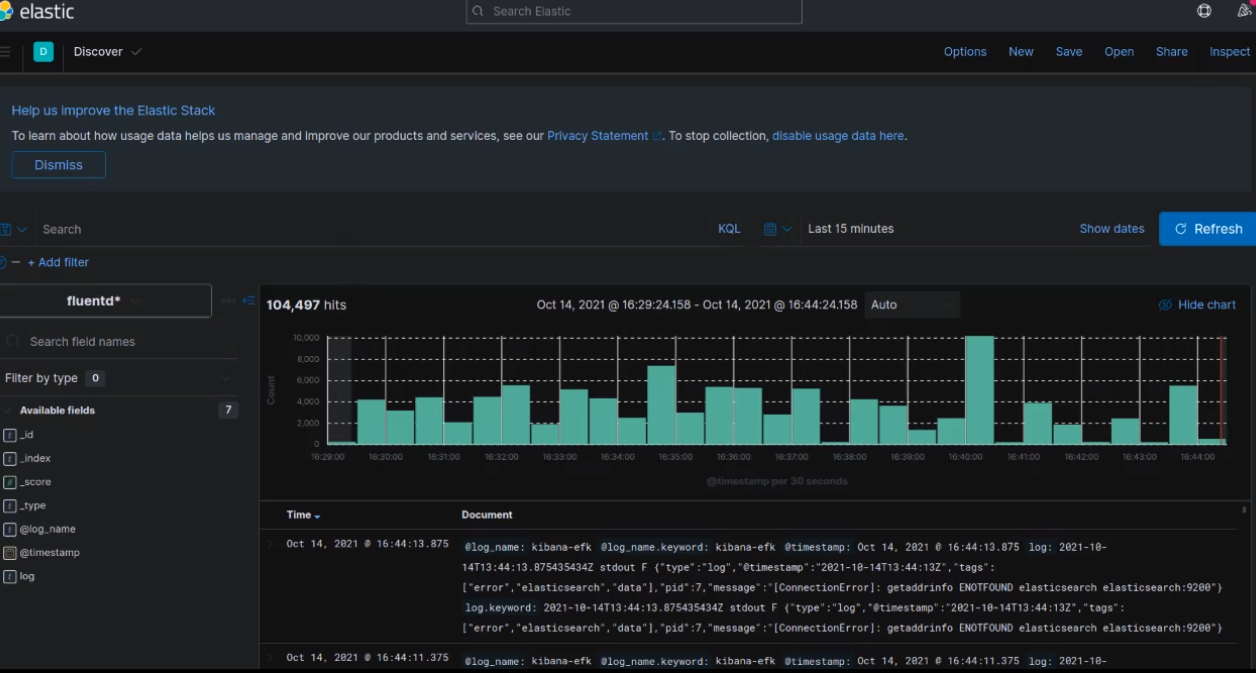 elastic
Search Elastic
D Discover Options New Save Open Share Inspect
Help us improve the Elastic Stack
To learn about how usage data helps us manage and improve our products and services, see our Privacy Statement. To stop collection, disable usage data here.
Dismiss
Search KQL Last 15 minutes Show dates Refresh
+ Add filter
fluentd*
104,497 hits Oct 14, 2021 @ 16:29:24.158 - Oct 14, 2021 @ 16:44:24.158 Auto Hide chart
Search field names
Filter by type 0
Available fields 7
t _id
t _index
# _score
t _type
t @log_name
@timestamp
t log
Count
10,000
8,000
6,000
4,000
2,000
0
16:29:00 16:30:00 16:31:00 16:32:00 16:33:00 16:34:00 16:35:00 16:36:00 16:37:00 16:38:00 16:39:00 16:40:00 16:41:00 16:42:00 16:43:00 16:44:00
@timestamp per 30 seconds
Time Document
Oct 14, 2021 @ 16:44:13.875 @log_name: kibana-efk @log_name.keyword: kibana-efk @timestamp: Oct 14, 2021 @ 16:44:13.875 log: 2021-10-
14T13:44:13.875435434Z stdout F {"type":"log","@timestamp":"2021-10-14T13:44:13Z","tags":
["error","elasticsearch","data"],"pid":7,"message":"[ConnectionError]: getaddrinfo ENOTFOUND elasticsearch elasticsearch:9200"}
log.keyword: 2021-10-14T13:44:13.875435434Z stdout F {"type":"log","@timestamp":"2021-10-14T13:44:13Z","tags":
["error","elasticsearch","data"],"pid":7,"message":"[ConnectionError]: getaddrinfo ENOTFOUND elasticsearch elasticsearch:9200"}
Oct 14, 2021 @ 16:44:11.375 @log_name: kibana-efk @log_name.keyword: kibana-efk @timestamp: Oct 14, 2021 @ 16:44:11.375 log: 2021-10-